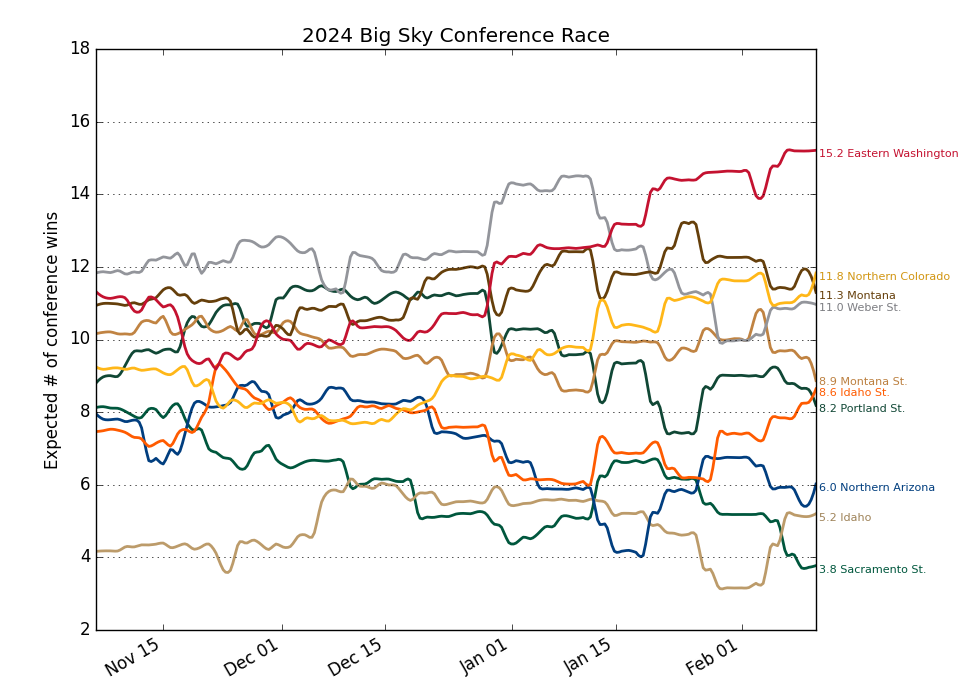 2024 Big Sky Conference Race
Expected # of conference wins
18
16
14
12
10
8
6
4
2
Nov 15
Dec 01
Dec 15
Jan 01
Jan 15
Feb 01
15.2 Eastern Washington
11.8 Northern Colorado
11.3 Montana
11.0 Weber St.
8.9 Montana St.
8.6 Idaho St.
8.2 Portland St.
6.0 Northern Arizona
5.2 Idaho
3.8 Sacramento St.